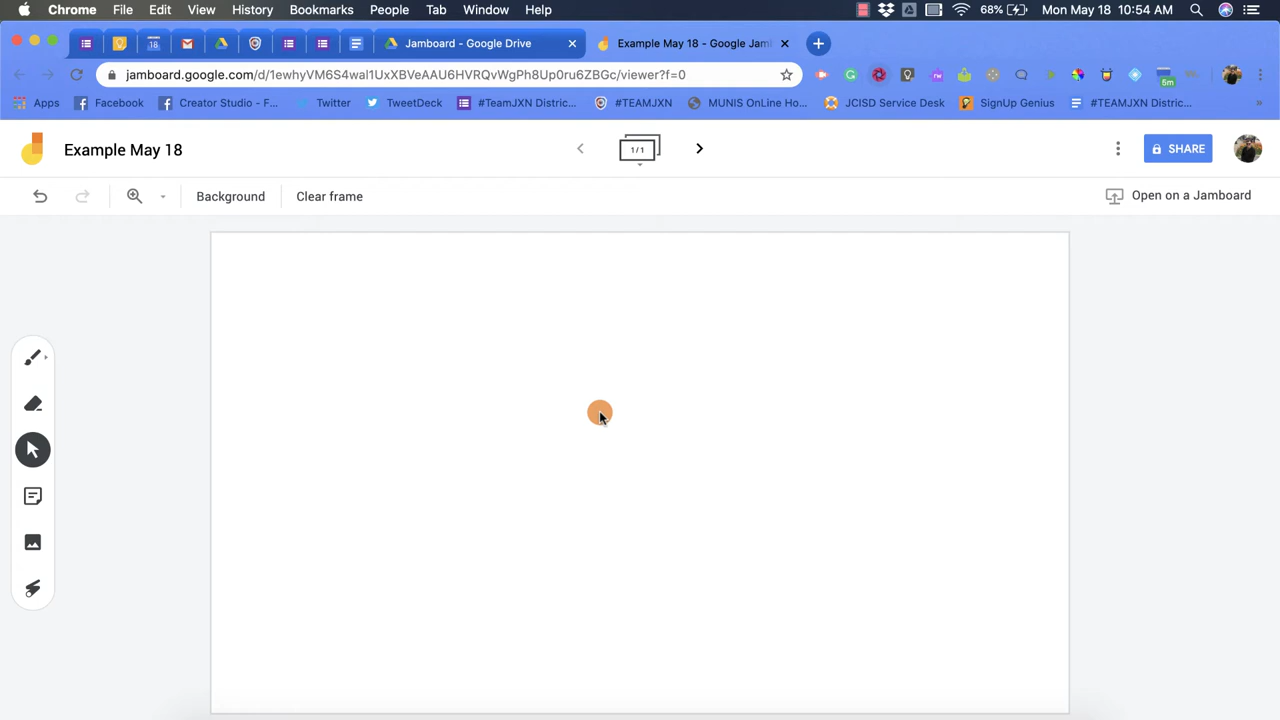 Chrome File Edit View History Bookmarks People Tab Window Help 68% Mon May 18 10:54 AM
18 Jamboard - Google Drive Example May 18 - Google Jam
jamboard.google.com/d/1ewhyVM6S4wal1UxXBVeAAU6HVRQvWgPh8Up0ru6ZBGc/viewer?f=0 5m
Apps Facebook Creator Studio - F... Twitter TweetDeck #TeamJXN Distric... #TEAMJXN MUNIS OnLine Ho... JCISD Service Desk SignUp Genius #TEAMJXN Distric... »
Example May 18 1/1 SHARE
Background Clear frame Open on a Jamboard